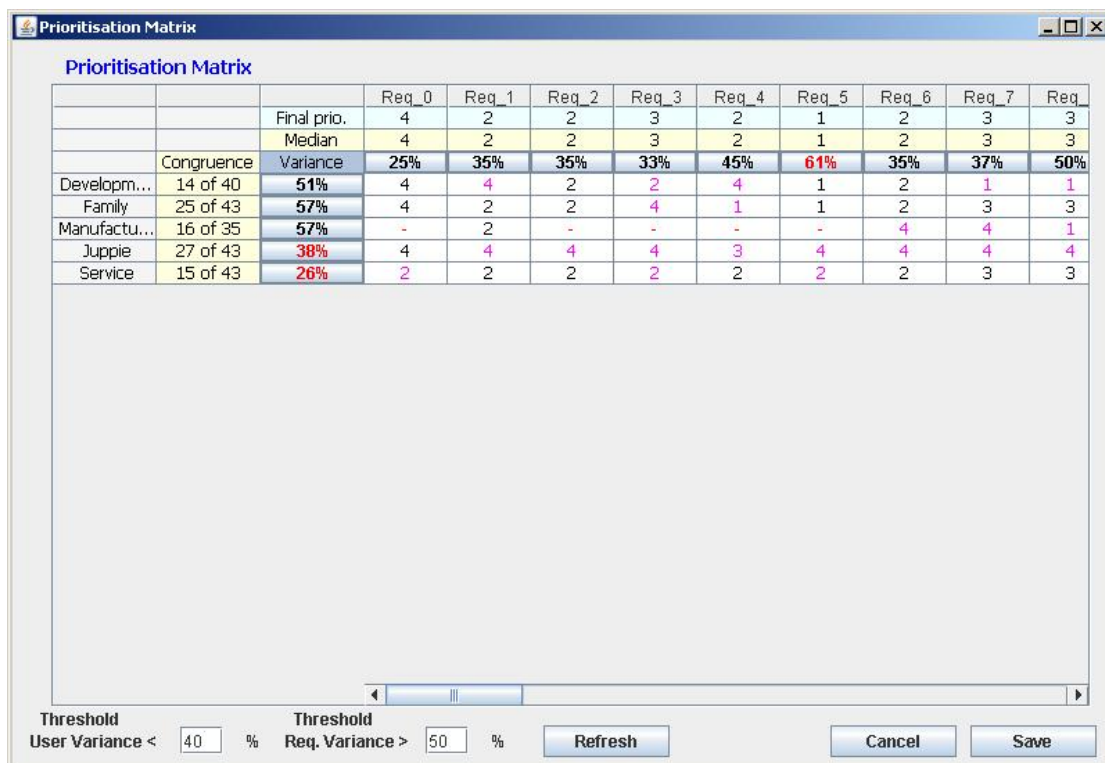 Prioritisation Matrix
Prioritisation Matrix
Req_0 Req_1 Req_2 Req_3 Req_4 Req_5 Req_6 Req_7 Req_
Final prio. 4 2 2 3 2 1 2 3 3
Median 4 2 2 3 2 1 2 3 3
Congruence Variance 25% 35% 35% 33% 45% 61% 35% 37% 50%
Developm... 14 of 40 51% 4 4 2 2 4 1 2 1 1
Family 25 of 43 57% 4 2 2 4 1 1 2 3 3
Manufactu... 16 of 35 57% - 2 - - - - 4 4 1
Juppie 27 of 43 38% 4 4 4 4 3 4 4 4 4
Service 15 of 43 26% 2 2 2 2 2 2 2 3 3
Threshold Threshold
User Variance < 40 % Req. Variance > 50 % Refresh Cancel Save